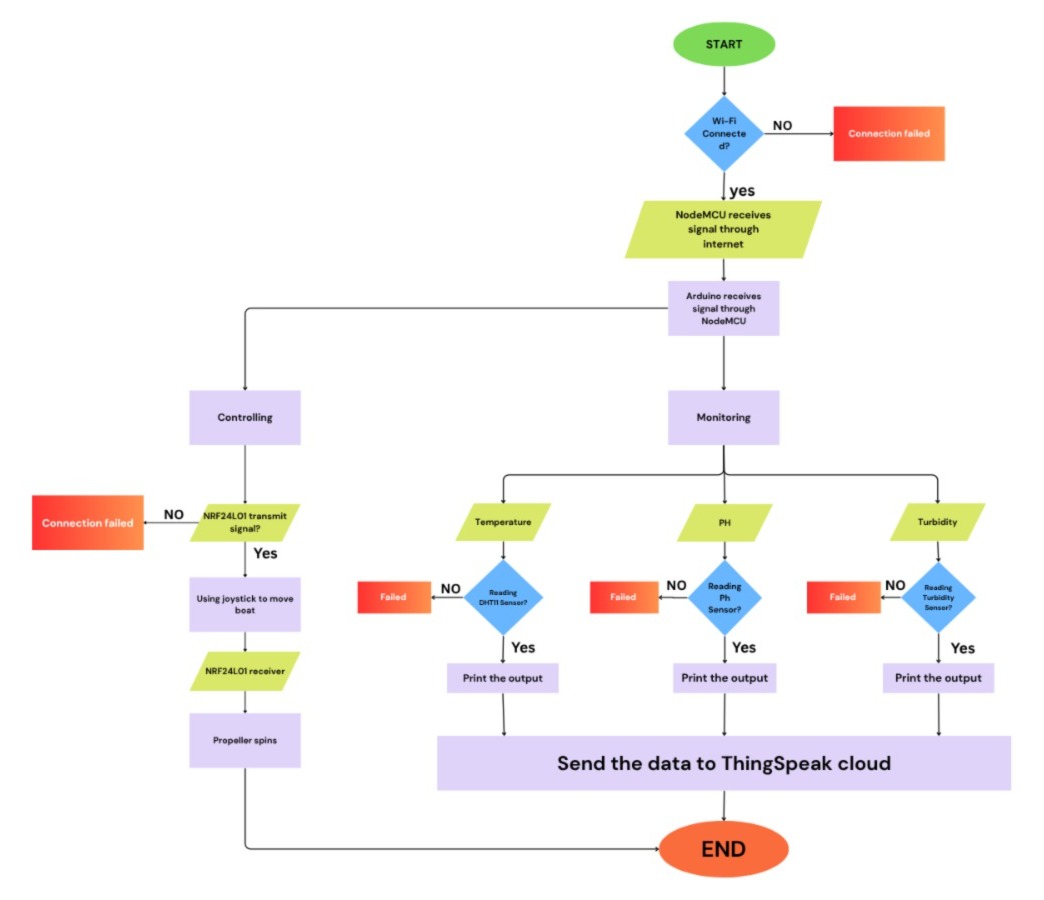 START
Wi-Fi
Connecte
d?
NO
Connection failed
yes
NodeMCU receives
signal through
internet
Arduino receives
signal through
NodeMCU
Controlling
Monitoring
Connection failed
NO
NRF24L01 transmit
signal?
Yes
Temperature
PH
Turbidity
Using joystick to move
boat
Failed
NO
Reading
DHT11 Sensor?
Yes
Failed
NO
Reading
Ph
Sensor?
Yes
Failed
NO
Reading
Turbidity
Sensor?
Yes
NRF24L01 receiver
Print the output
Print the output
Print the output
Propeller spins
Send the data to ThingSpeak cloud
END